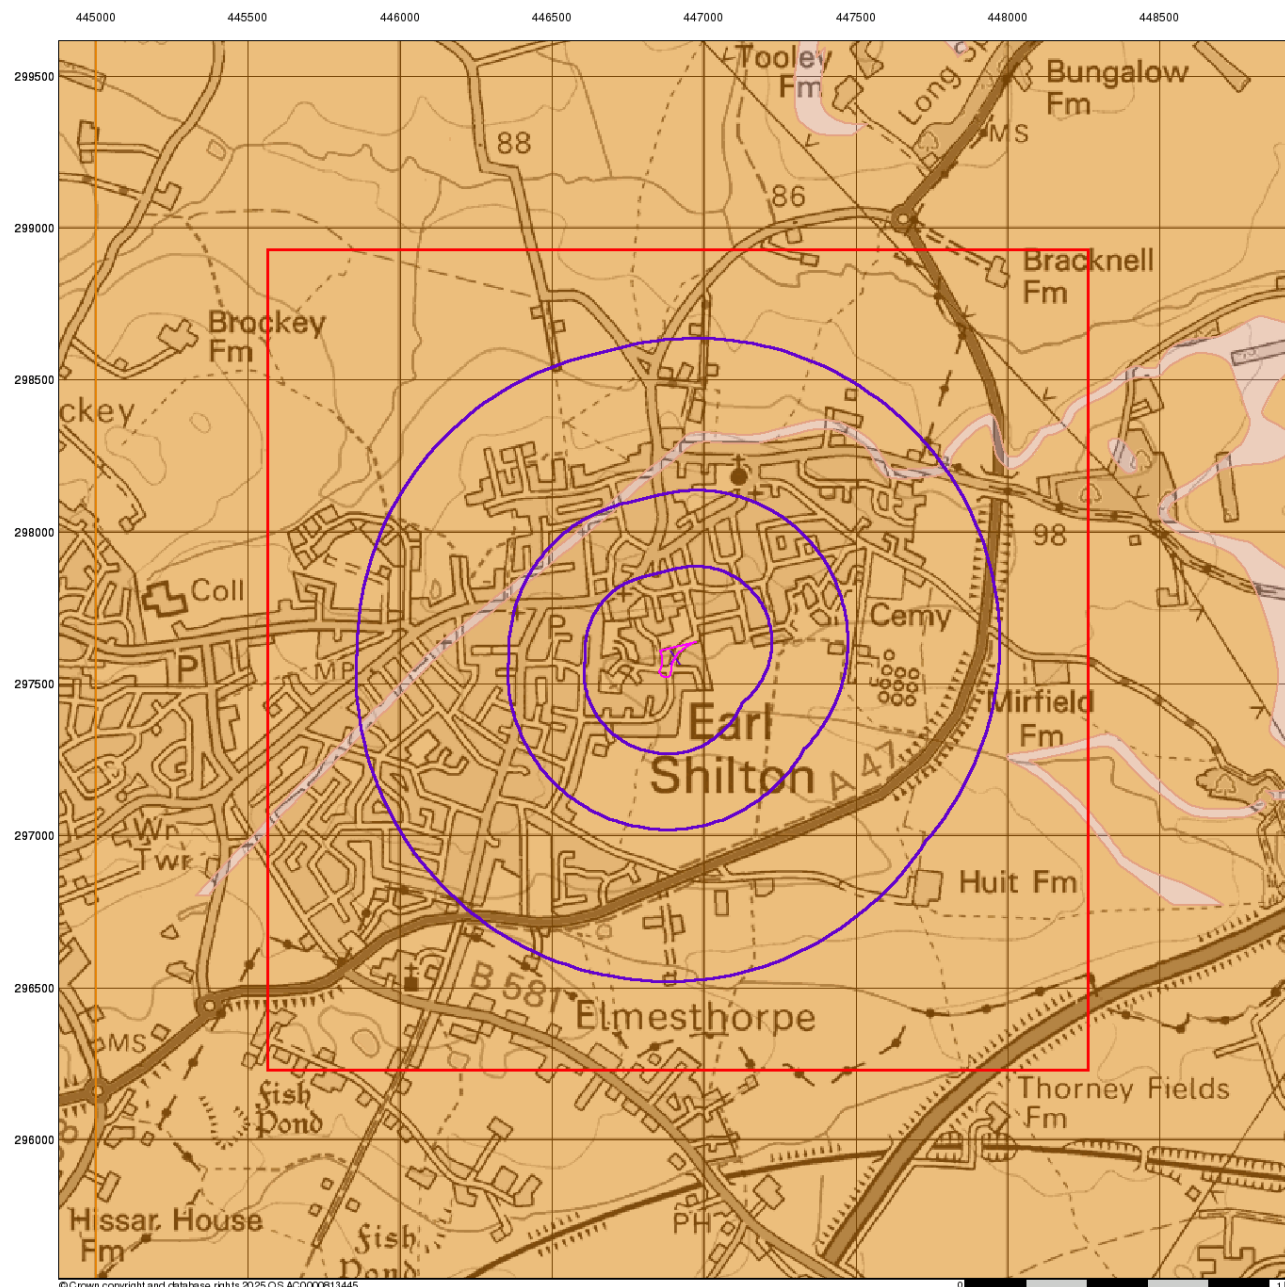 445000 445500 446000 446500 447000 447500 448000 448500
299500
299000
298500
298000
297500
297000
296500
296000
Tooley
Fm
Long
Bungalow
Fm
MS
88
86
Bracknell
Fm
Brockey
Fm
ckey
98
Coll
Cemy
P
P
MP
Mirfield
Fm
Earl
Shilton
A 47
Wr
Twr
Huit Fm
B 581
Elmesthorpe
MS
Fish
Pond
Thorney Fields
Fm
Hissar House
Fm
Fish
Pond
PH
© Crown copyright and database rights 2025 OS AC0000813445
0